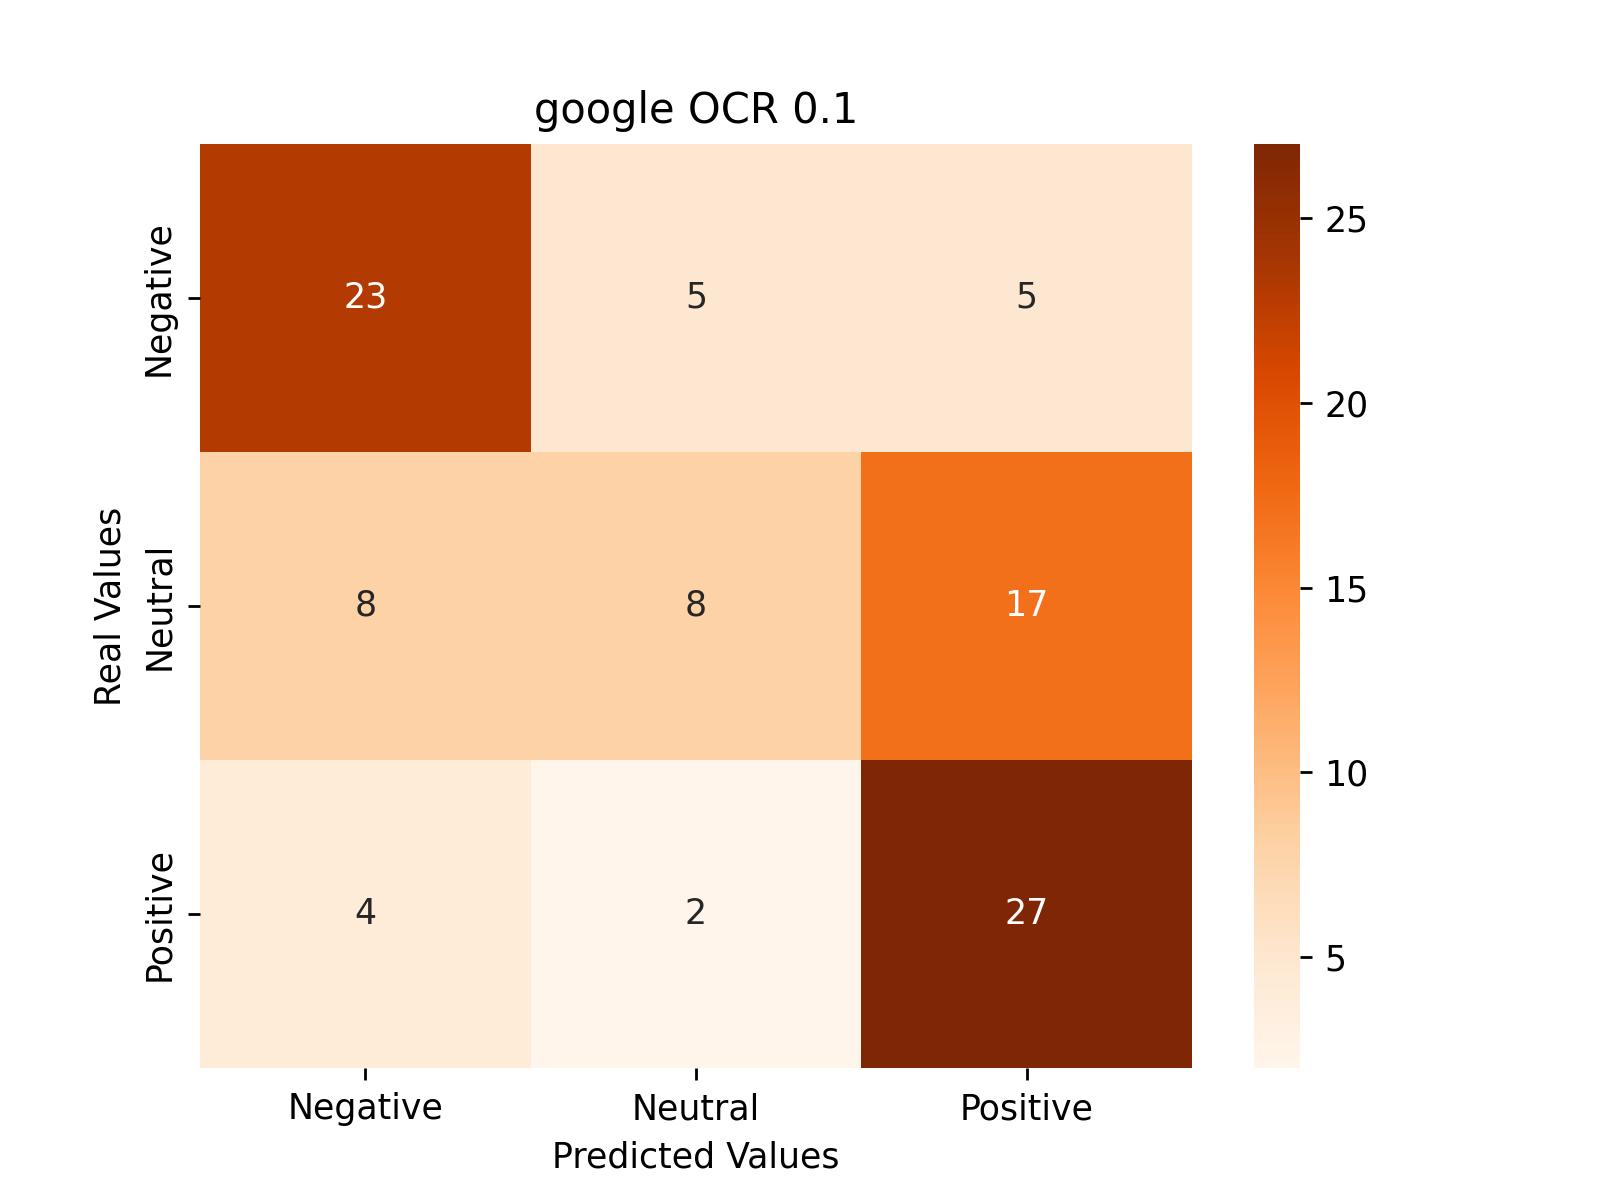 google OCR 0.1
Real Values
Negative
23 5 5
Neutral
8 8 17
Positive
4 2 27
Negative Neutral Positive
Predicted Values
25
20
15
10
5